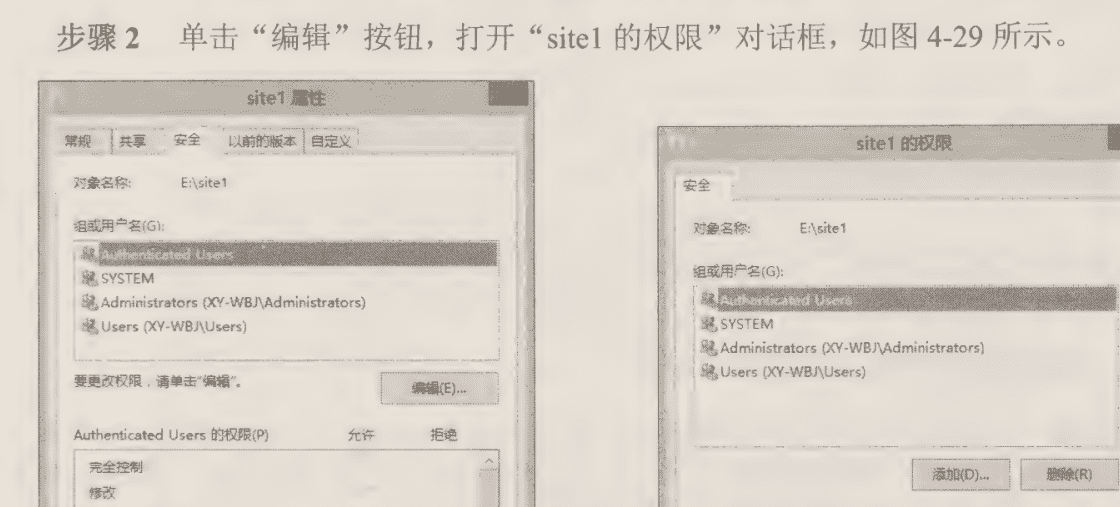 步骤 2 单击“编辑”按钮，打开“site1 的权限”对话框，如图 4-29 所示。
site1 属性
常规 共享 安全 以前的版本 自定义
对象名称: E:\site1
组或用户名(G):
Authenticated Users
SYSTEM
Administrators (XY-WBJ\Administrators)
Users (XY-WBJ\Users)
要更改权限，请单击“编辑”。
编辑(E)...
Authenticated Users 的权限(P) 允许 拒绝
完全控制
修改
site1 的权限
安全
对象名称: E:\site1
组或用户名(G):
Authenticated Users
SYSTEM
Administrators (XY-WBJ\Administrators)
Users (XY-WBJ\Users)
添加(D)... 删除(R)